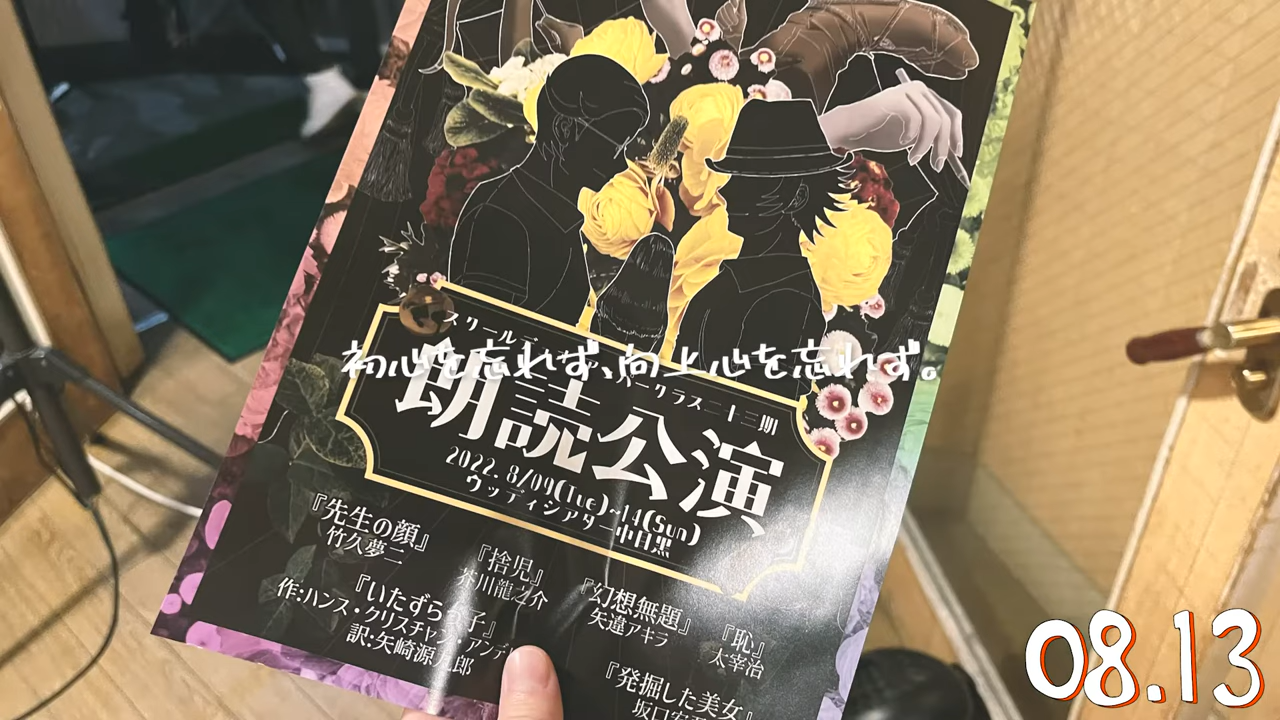 スクール
クラス二十三期
初心を忘れず、向上心を忘れず。
朗読公演
2022. 8/09(Tue)~14(Sun)
ウッディシアター中目黒
『先生の顔』
竹久夢二
『捨児』
芥川龍之介
『幻想無題』
矢違アキラ
『恥』
太宰治
『いたずら 子』
作:ハンス・クリスチャン・アンデ
訳:矢崎源九郎
『発掘した美女』
坂口安
08.13